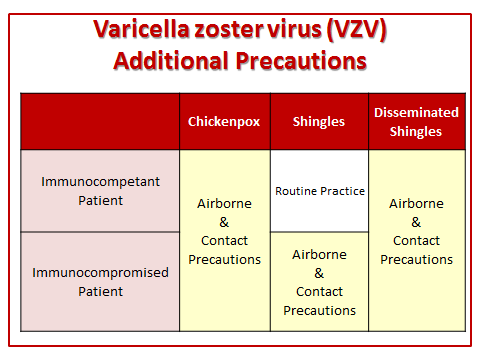 Varicella zoster virus (VZV)
Additional Precautions
Chickenpox
Shingles
Disseminated
Shingles
Immunocompetant
Patient
Airborne
&
Contact
Precautions
Routine Practice
Airborne
&
Contact
Precautions
Immunocompromised
Patient
Airborne
&
Contact
Precautions